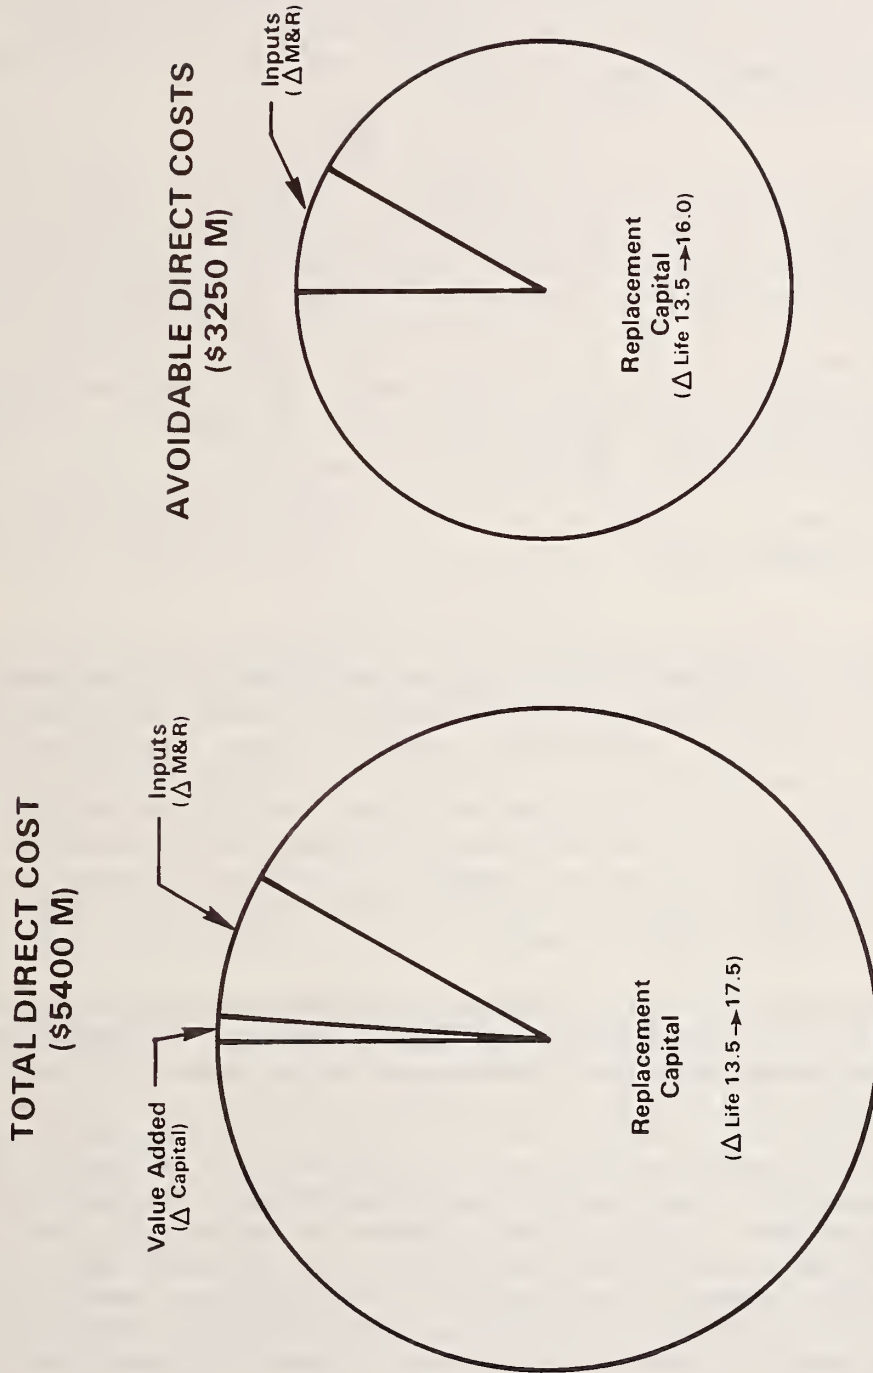 TOTAL DIRECT COST
($5400 M)
Value Added
(Δ Capital)
Inputs
(Δ M&R)
Replacement
Capital
(Δ Life 13.5→17.5)
AVOIDABLE DIRECT COSTS
($3250 M)
Inputs
(Δ M&R)
Replacement
Capital
(Δ Life 13.5→16.0)